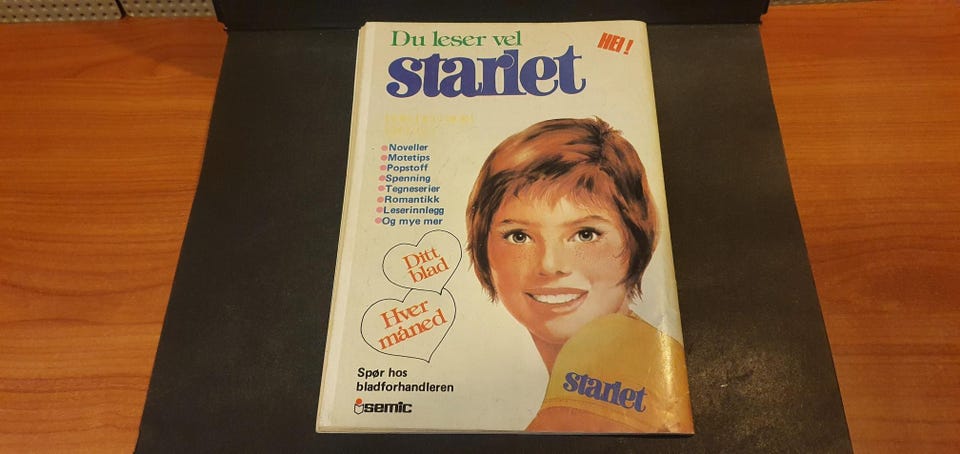 Du leser vel
HEI!
starlet
Noveller
Motetips
Popstoff
Spenning
Tegneserier
Romantikk
Leserinnlegg
Og mye mer
Ditt
blad
Hver
måned
Spør hos
bladforhandleren
semic
starlet